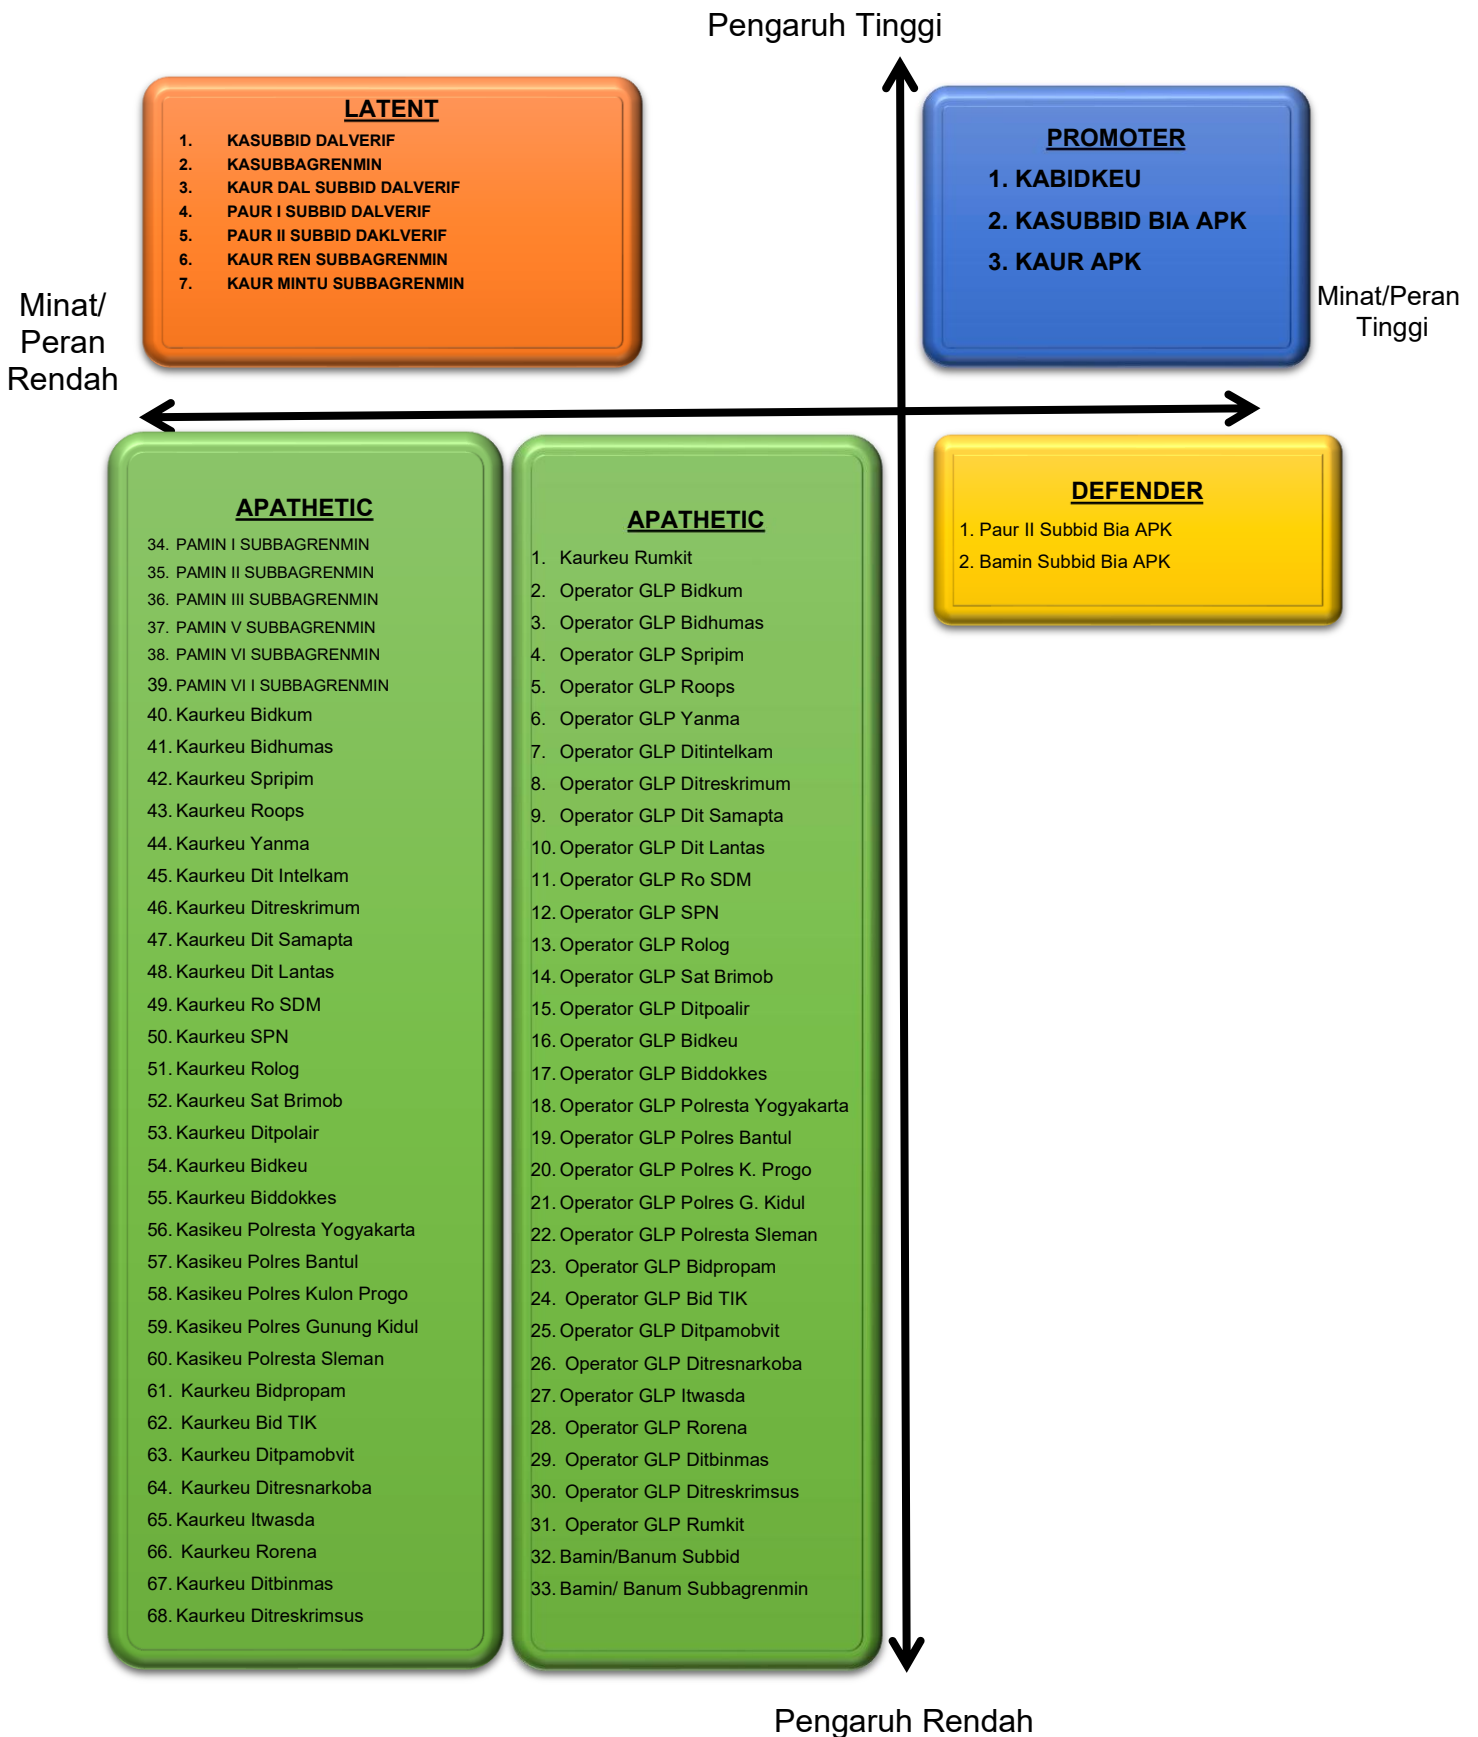 Pengaruh Tinggi
LATENT
1. KASUBBID DALVERIF
2. KASUBBAGRENMIN
3. KAUR DAL SUBBID DALVERIF
4. PAUR I SUBBID DALVERIF
5. PAUR II SUBBID DAKLVERIF
6. KAUR REN SUBBAGRENMIN
7. KAUR MINTU SUBBAGRENMIN
PROMOTER
1. KABIDKEU
2. KASUBBID BIA APK
3. KAUR APK
Minat/
Peran
Rendah
Minat/Peran
Tinggi
APATHETIC
34. PAMIN I SUBBAGRENMIN
35. PAMIN II SUBBAGRENMIN
36. PAMIN III SUBBAGRENMIN
37. PAMIN V SUBBAGRENMIN
38. PAMIN VI SUBBAGRENMIN
39. PAMIN VI I SUBBAGRENMIN
40. Kaurkeu Bidkum
41. Kaurkeu Bidhumas
42. Kaurkeu Spripim
43. Kaurkeu Roops
44. Kaurkeu Yanma
45. Kaurkeu Dit Intelkam
46. Kaurkeu Ditreskrimum
47. Kaurkeu Dit Samapta
48. Kaurkeu Dit Lantas
49. Kaurkeu Ro SDM
50. Kaurkeu SPN
51. Kaurkeu Rolog
52. Kaurkeu Sat Brimob
53. Kaurkeu Ditpolair
54. Kaurkeu Bidkeu
55. Kaurkeu Biddokkes
56. Kasikeu Polresta Yogyakarta
57. Kasikeu Polres Bantul
58. Kasikeu Polres Kulon Progo
59. Kasikeu Polres Gunung Kidul
60. Kasikeu Polresta Sleman
61. Kaurkeu Bidpropam
62. Kaurkeu Bid TIK
63. Kaurkeu Ditpamobvit
64. Kaurkeu Ditresnarkoba
65. Kaurkeu Itwasda
66. Kaurkeu Rorena
67. Kaurkeu Ditbinmas
68. Kaurkeu Ditreskrimsus
APATHETIC
1. Kaurkeu Rumkit
2. Operator GLP Bidkum
3. Operator GLP Bidhumas
4. Operator GLP Spripim
5. Operator GLP Roops
6. Operator GLP Yanma
7. Operator GLP Ditintelkam
8. Operator GLP Ditreskrimum
9. Operator GLP Dit Samapta
10. Operator GLP Dit Lantas
11. Operator GLP Ro SDM
12. Operator GLP SPN
13. Operator GLP Rolog
14. Operator GLP Sat Brimob
15. Operator GLP Ditpoalir
16. Operator GLP Bidkeu
17. Operator GLP Biddokkes
18. Operator GLP Polresta Yogyakarta
19. Operator GLP Polres Bantul
20. Operator GLP Polres K. Progo
21. Operator GLP Polres G. Kidul
22. Operator GLP Polresta Sleman
23. Operator GLP Bidpropam
24. Operator GLP Bid TIK
25. Operator GLP Ditpamobvit
26. Operator GLP Ditresnarkoba
27. Operator GLP Itwasda
28. Operator GLP Rorena
29. Operator GLP Ditbinmas
30. Operator GLP Ditreskrimsus
31. Operator GLP Rumkit
32. Bamin/Banum Subbid
33. Bamin/ Banum Subbagrenmin
DEFENDER
1. Paur II Subbid Bia APK
2. Bamin Subbid Bia APK
Pengaruh Rendah